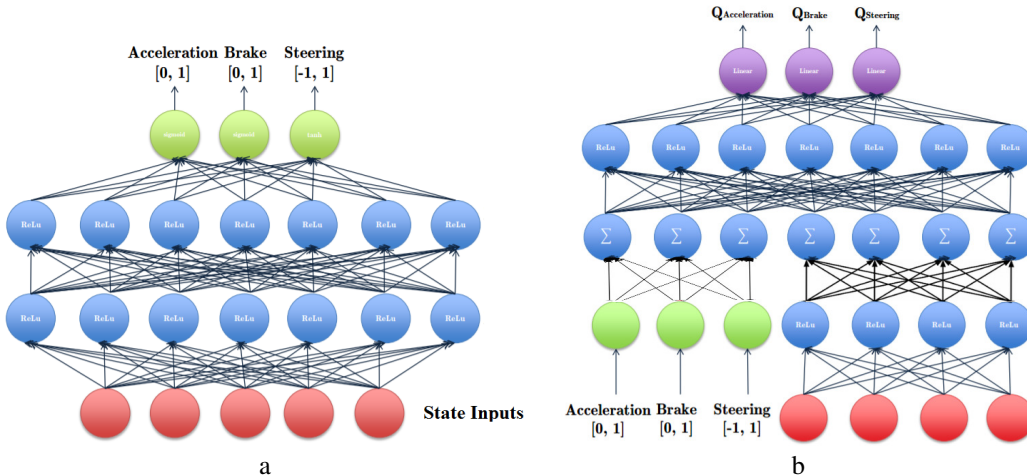 Acceleration Brake Steering
[0, 1] [0, 1] [-1, 1]
sigmoid sigmoid tanh
ReLu ReLu ReLu ReLu ReLu ReLu ReLu
ReLu ReLu ReLu ReLu ReLu ReLu ReLu
State Inputs
a
QAcceleration QBrake QSteering
Linear Linear Linear
ReLu ReLu ReLu ReLu ReLu ReLu ReLu
∑ ∑ ∑ ∑ ∑ ∑ ∑
ReLu ReLu ReLu ReLu
Acceleration Brake Steering
[0, 1] [0, 1] [-1, 1]
b